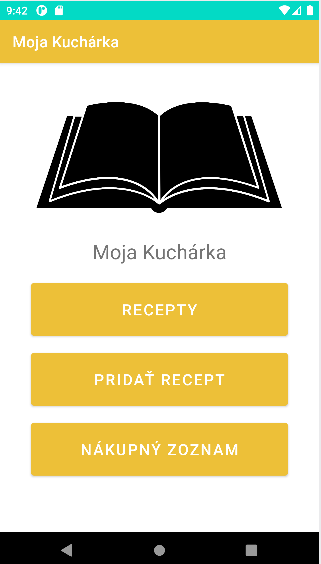 9:42
Moja Kuchárka
Moja Kuchárka
RECEPTY
PRIDAŤ RECEPT
NÁKUPNÝ ZOZNAM